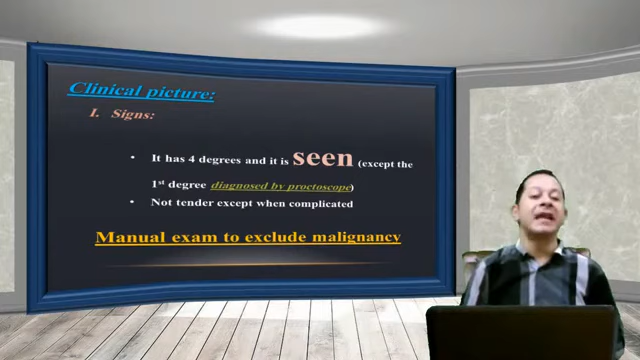 Clinical picture:
I. Signs:
• It has 4 degrees and it is seen (except the
1st degree diagnosed by proctoscope)
• Not tender except when complicated
Manual exam to exclude malignancy